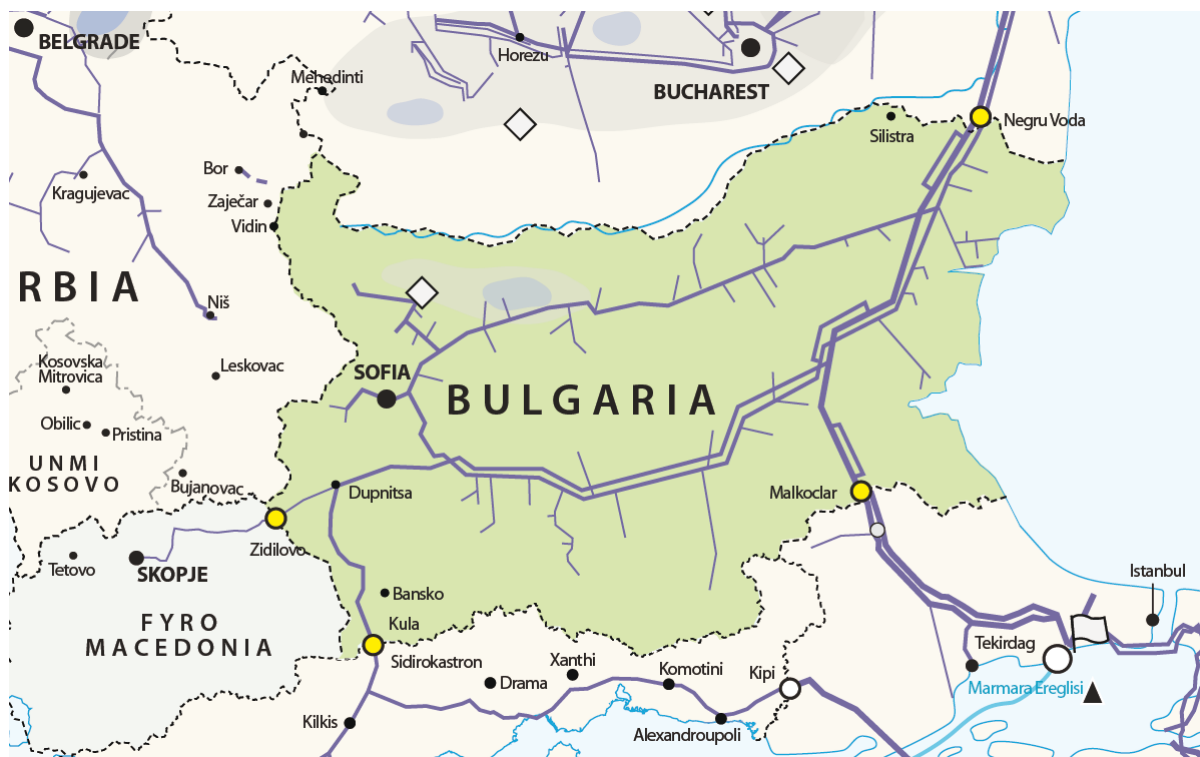 BELGRADE
Horezu
Mehedinti
BUCHAREST
Silistra
Negru Voda
Bor
Kragujevac
Zaječar
Vidin
RBIA
Niš
Kosovska
Mitrovica
Leskovac
SOFIA
BULGARIA
Obilic
Pristina
UNMI
KOSOVO
Bujanovac
Dupnitsa
Malkoclar
Zidilovo
Tetovo
SKOPJE
Istanbul
Bansko
FYRO
MACEDONIA
Kula
Sidirokastron
Xanthi
Komotini
Kipi
Tekirdag
Drama
Marmara Ereglisi
Kilkis
Alexandroupoli